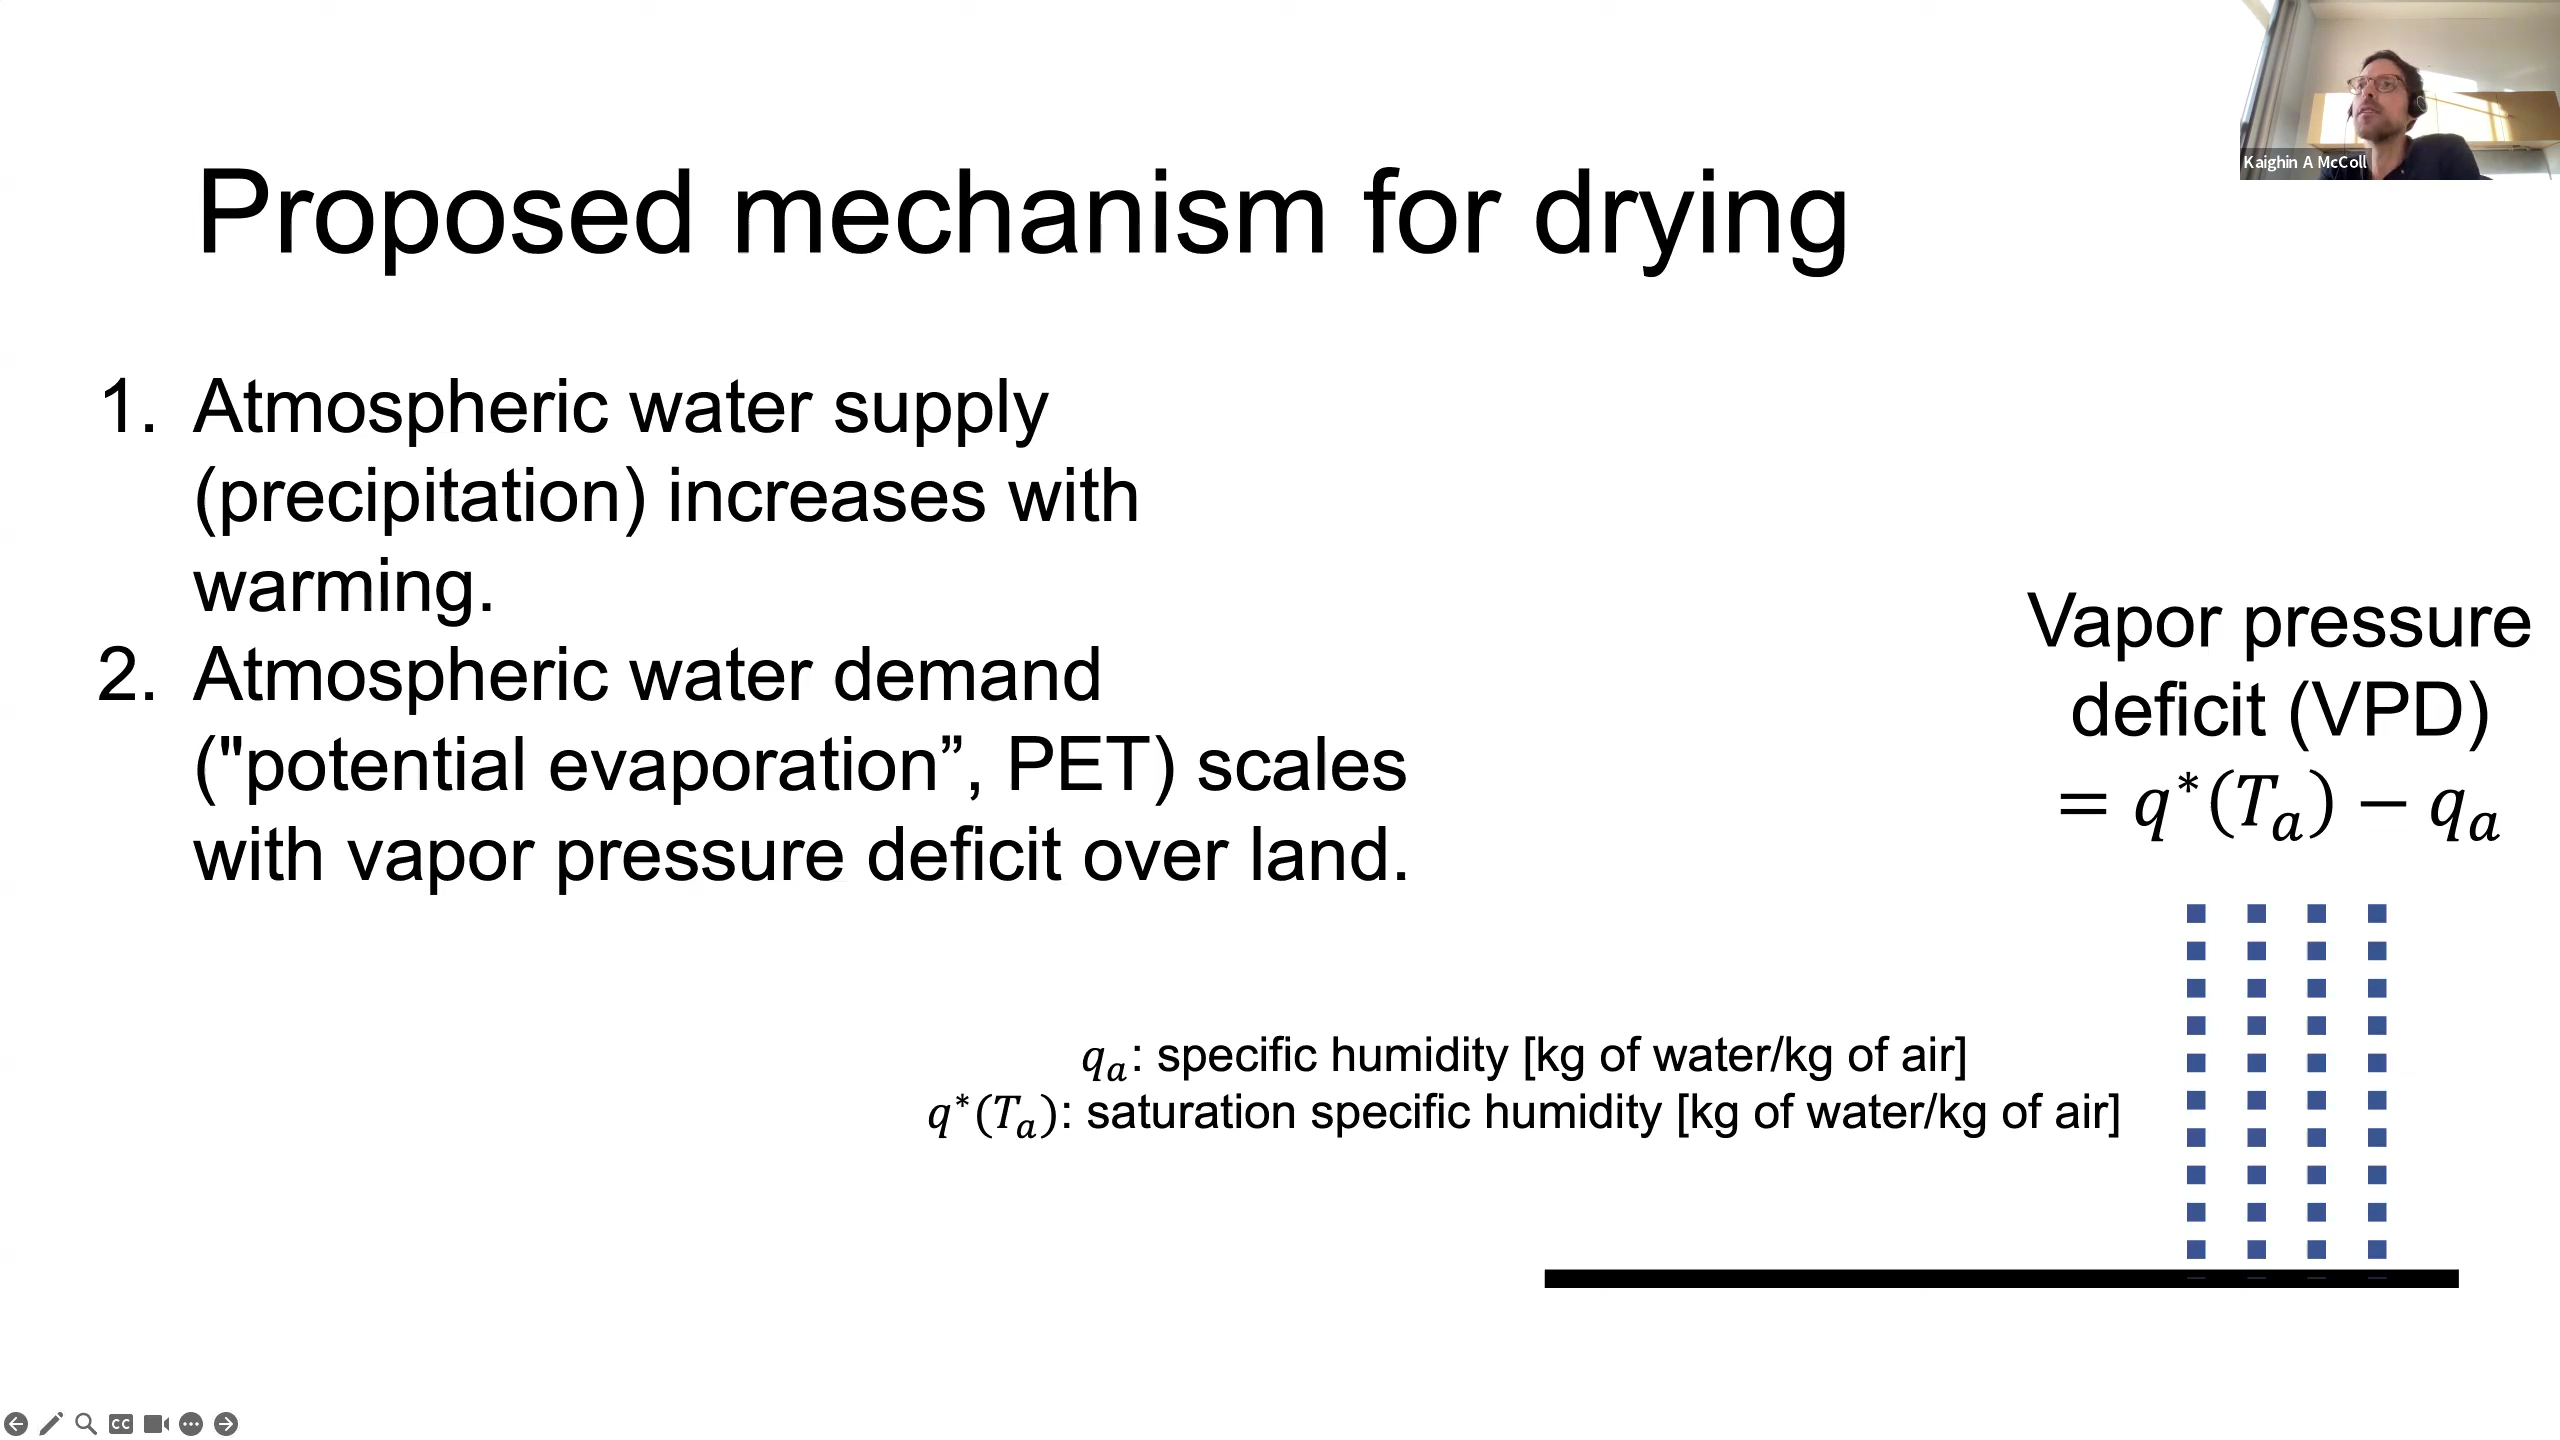 Kaighin A McColl
Proposed mechanism for drying
1. Atmospheric water supply
(precipitation) increases with
warming.
2. Atmospheric water demand
("potential evaporation”, PET) scales
with vapor pressure deficit over land.
Vapor pressure
deficit (VPD)
= q*(Tₐ) − qₐ
qₐ: specific humidity [kg of water/kg of air]
q*(Tₐ): saturation specific humidity [kg of water/kg of air]
CC